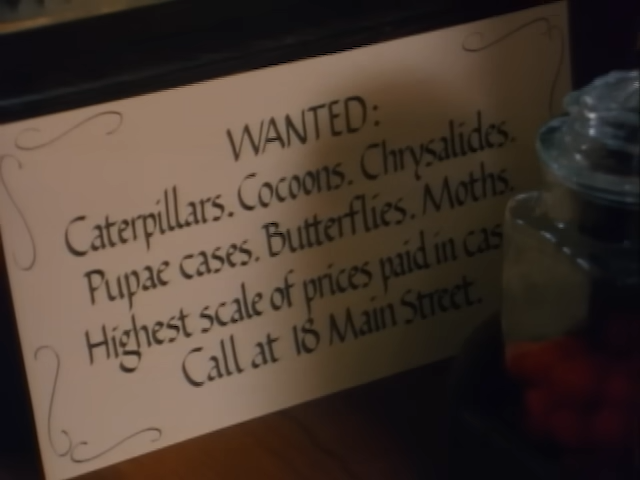 WANTED:
Caterpillars. Cocoons. Chrysalides.
Pupae cases. Butterflies. Moths.
Highest scale of prices paid in cas
Call at 18 Main Street.